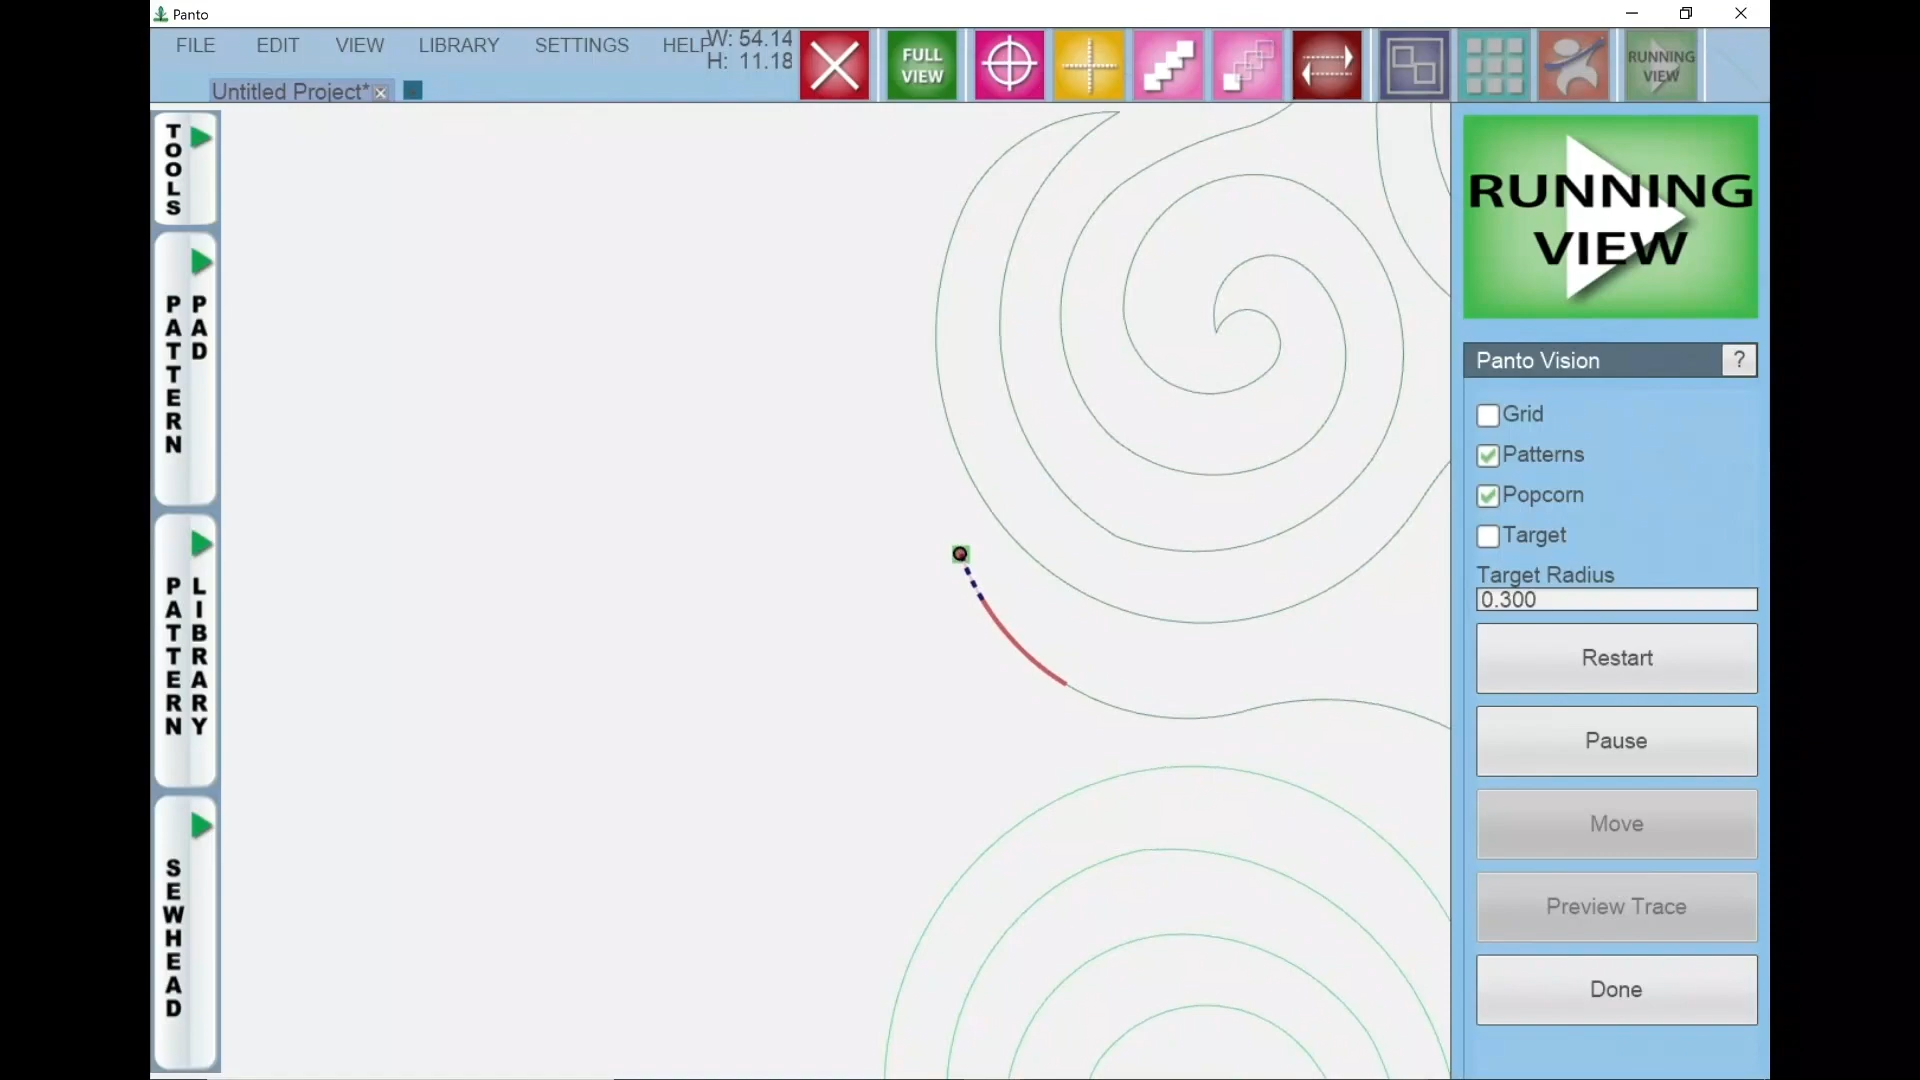 Panto
FILE EDIT VIEW LIBRARY SETTINGS HELP
W: 54.14
H: 11.18
FULL
VIEW
RUNNING
VIEW
Untitled Project*
TOOLS
PATTERN PAD
PATTERN LIBRARY
SEWHEAD
RUNNING
VIEW
Panto Vision ?
Grid
Patterns
Popcorn
Target
Target Radius
0.300
Restart
Pause
Move
Preview Trace
Done